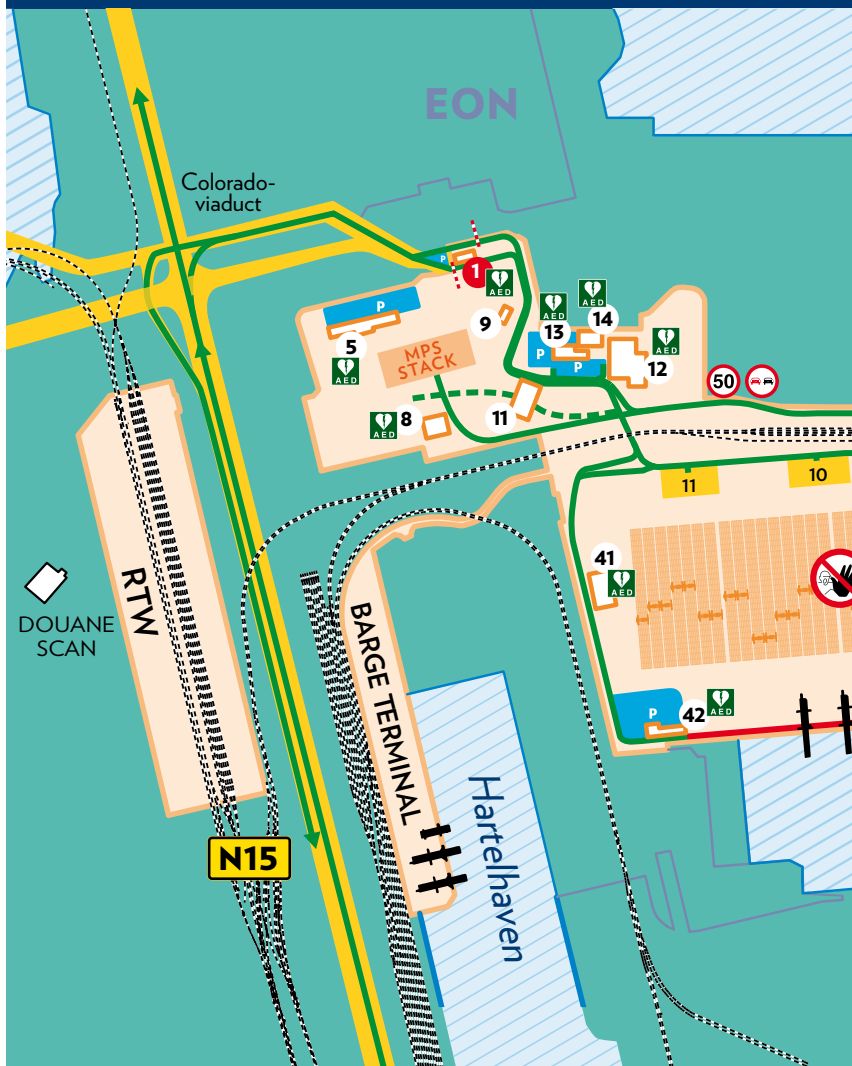 EON
Colorado-
viaduct
P
1
AED
AED
AED
P
9
13
14
5
MPS
STACK
P
P
12
AED
50
AED
AED
8
11
11
10
41
AED
RTW
DOUANE
SCAN
BARGE TERMINAL
P
42
AED
Hartelhaven
N15